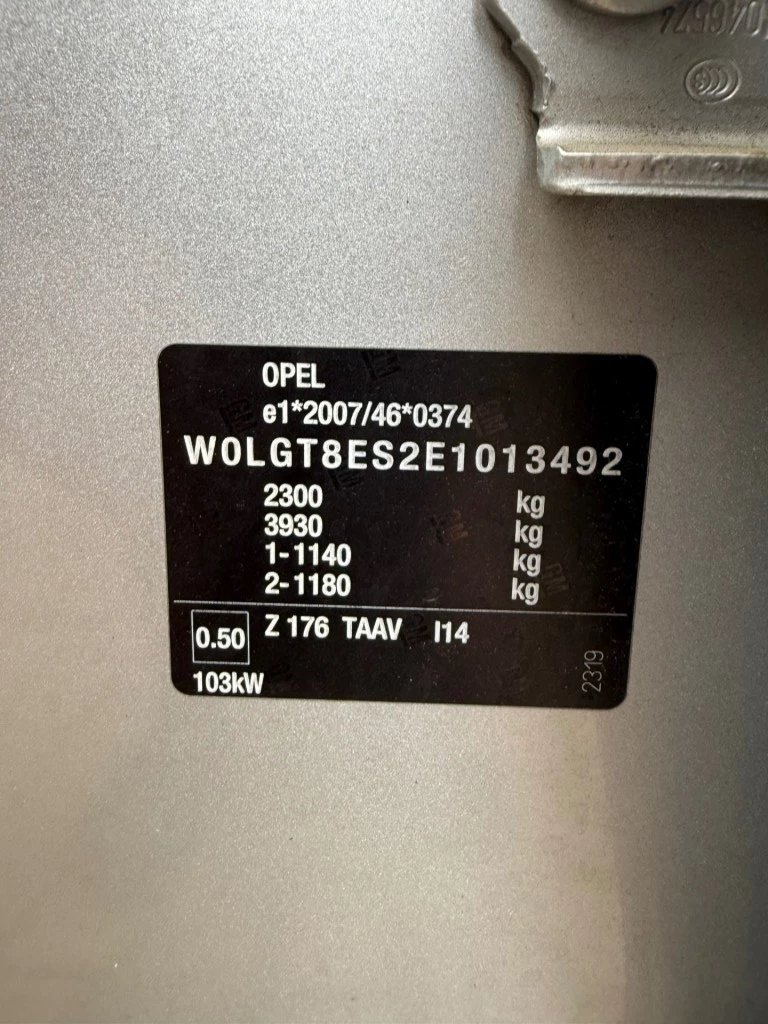 046574
OPEL
e1*2007/46*0374
W0LGT8ES2E1013492
2300 kg
3930 kg
1-1140 kg
2-1180 kg
0.50 Z 176 TAAV I14
103kW
2319